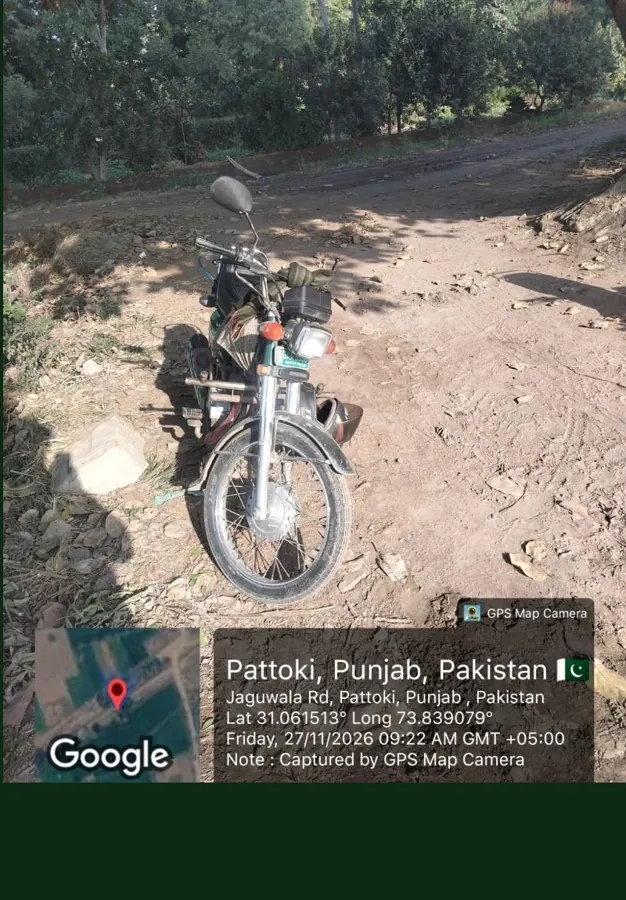 GPS Map Camera
Pattoki, Punjab, Pakistan
Jaguwala Rd, Pattoki, Punjab , Pakistan
Lat 31.061513° Long 73.839079°
Friday, 27/11/2026 09:22 AM GMT +05:00
Note : Captured by GPS Map Camera
Google